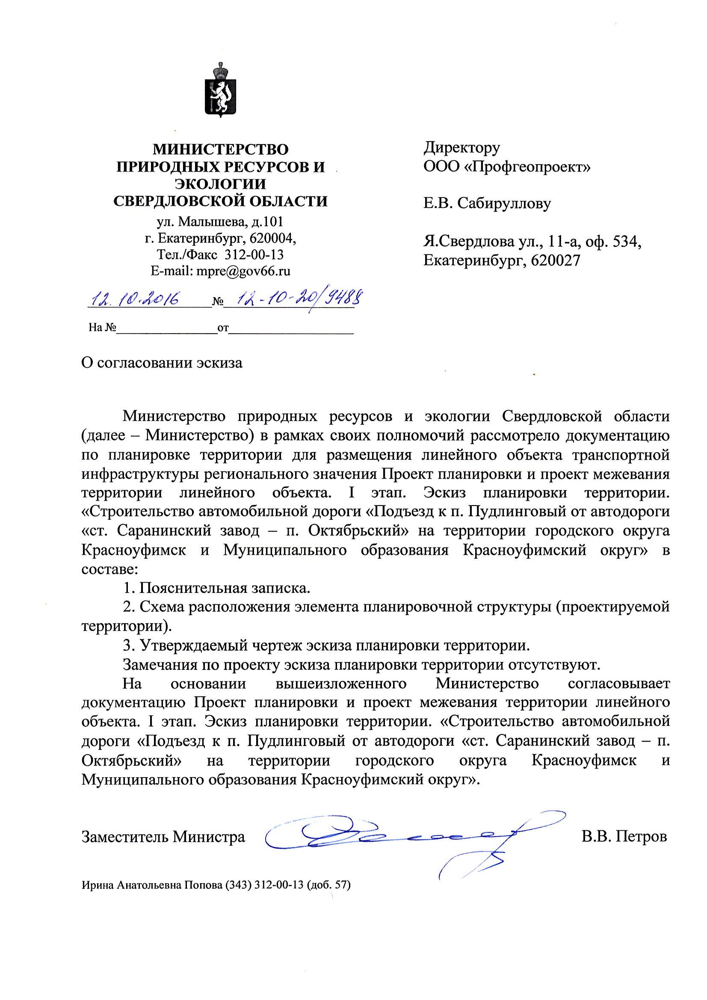 МИНИСТЕРСТВО
ПРИРОДНЫХ РЕСУРСОВ И
ЭКОЛОГИИ
СВЕРДЛОВСКОЙ ОБЛАСТИ
ул. Малышева, д.101
г. Екатеринбург, 620004,
Тел./Факс 312-00-13
E-mail: mpre@gov66.ru
12.10.2016 № 12-10-20/9488
На №____________от____________
Директору
ООО «Профгеопроект»
Е.В. Сабируллову
Я.Свердлова ул., 11-а, оф. 534,
Екатеринбург, 620027
О согласовании эскиза
Министерство природных ресурсов и экологии Свердловской области
(далее – Министерство) в рамках своих полномочий рассмотрело документацию
по планировке территории для размещения линейного объекта транспортной
инфраструктуры регионального значения Проект планировки и проект межевания
территории линейного объекта. I этап. Эскиз планировки территории.
«Строительство автомобильной дороги «Подъезд к п. Пудлинговый от автодороги
«ст. Саранинский завод – п. Октябрьский» на территории городского округа
Красноуфимск и Муниципального образования Красноуфимский округ» в
составе:
1. Пояснительная записка.
2. Схема расположения элемента планировочной структуры (проектируемой
территории).
3. Утверждаемый чертеж эскиза планировки территории.
Замечания по проекту эскиза планировки территории отсутствуют.
На основании вышеизложенного Министерство согласовывает
документацию Проект планировки и проект межевания территории линейного
объекта. I этап. Эскиз планировки территории. «Строительство автомобильной
дороги «Подъезд к п. Пудлинговый от автодороги «ст. Саранинский завод – п.
Октябрьский» на территории городского округа Красноуфимск и
Муниципального образования Красноуфимский округ».
Заместитель Министра В.В. Петров
Ирина Анатольевна Попова (343) 312-00-13 (доб. 57)